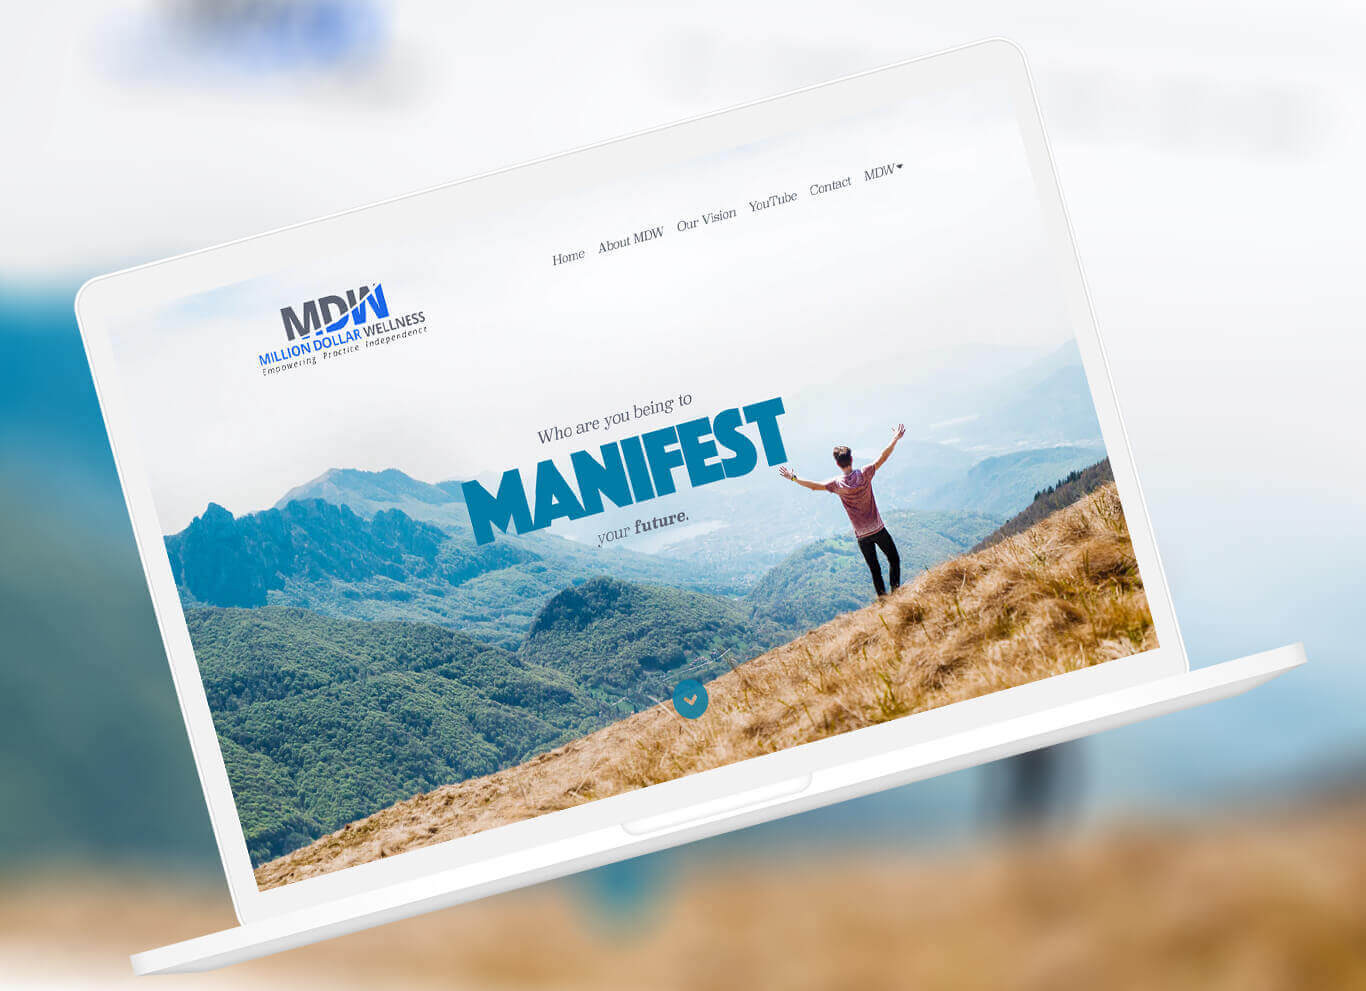 Home About MDW Our Vision YouTube Contact MDW
MDW
MILLION DOLLAR WELLNESS
Empowering Practice Independence
Who are you being to
MANIFEST
your future.